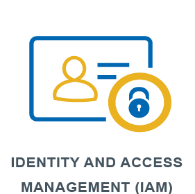 IDENTITY AND ACCESS
MANAGEMENT (IAM)